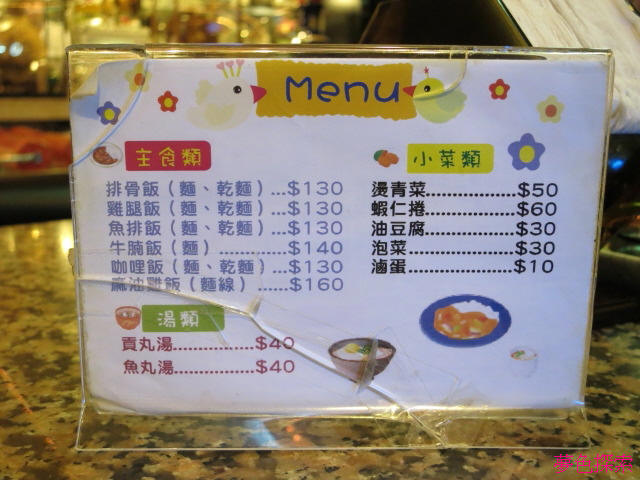 Menu
主食類
排骨飯（麵、乾麵）...$130
雞腿飯（麵、乾麵）...$130
魚排飯（麵、乾麵）...$130
牛腩飯（麵）..........$140
咖哩飯（麵、乾麵）...$130
麻油雞飯（麵線）......$160
湯類
貢丸湯..............$40
魚丸湯..............$40
小菜類
燙青菜...............$50
蝦仁捲...............$60
油豆腐...............$30
泡菜..................$30
滷蛋..................$10